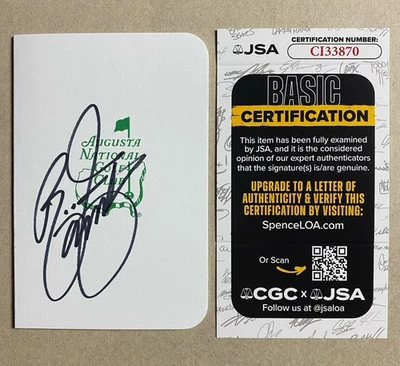 AUGUSTA
NATIONAL
GOLF
JSA
CERTIFICATION NUMBER:
CI33870
BASIC
CERTIFICATION
This item has been fully examined
by JSA, and it is the considered
opinion of our expert authenticators
that the signature(s) is/are genuine.
UPGRADE TO A LETTER OF
AUTHENTICITY & VERIFY THIS
CERTIFICATION BY VISITING:
SpenceLOA.com
Or Scan
CGC x JSA
Follow us at @jsaloa